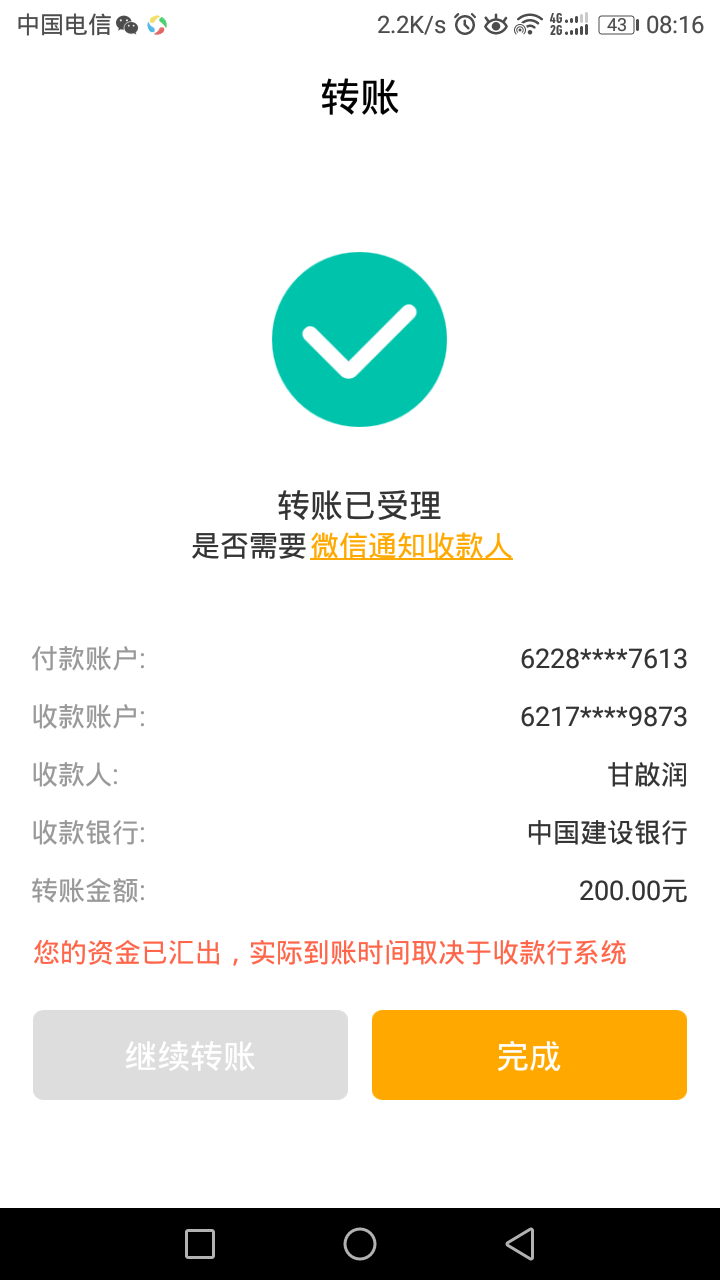 中国电信 2.2K/s 4G 2G 43 08:16
转账
转账已受理
是否需要微信通知收款人
付款账户: 6228****7613
收款账户: 6217****9873
收款人: 甘啟润
收款银行: 中国建设银行
转账金额: 200.00元
您的资金已汇出，实际到账时间取决于收款行系统
继续转账 完成